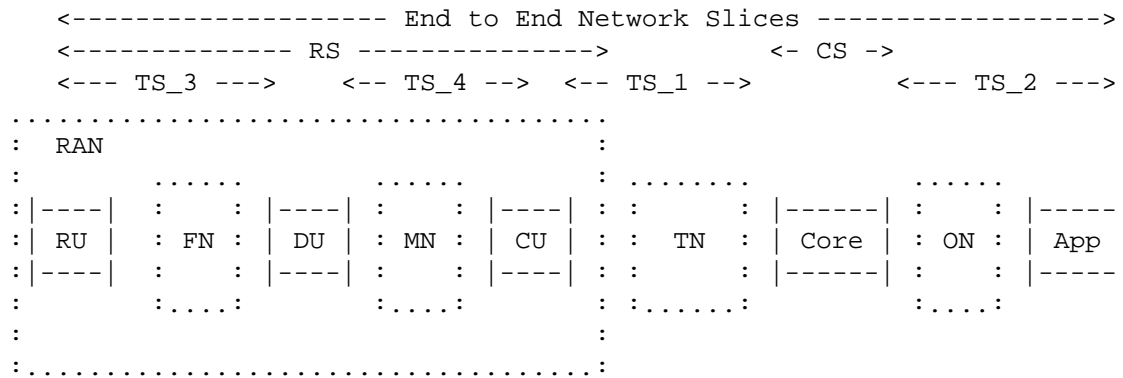 <-------------------- End to End Network Slices ------------------>
<-------------- RS --------------->          <- CS ->
<--- TS_3 --->    <-- TS_4 -->  <-- TS_1 -->         <--- TS_2 --->
RAN
RU FN DU MN CU TN Core ON App